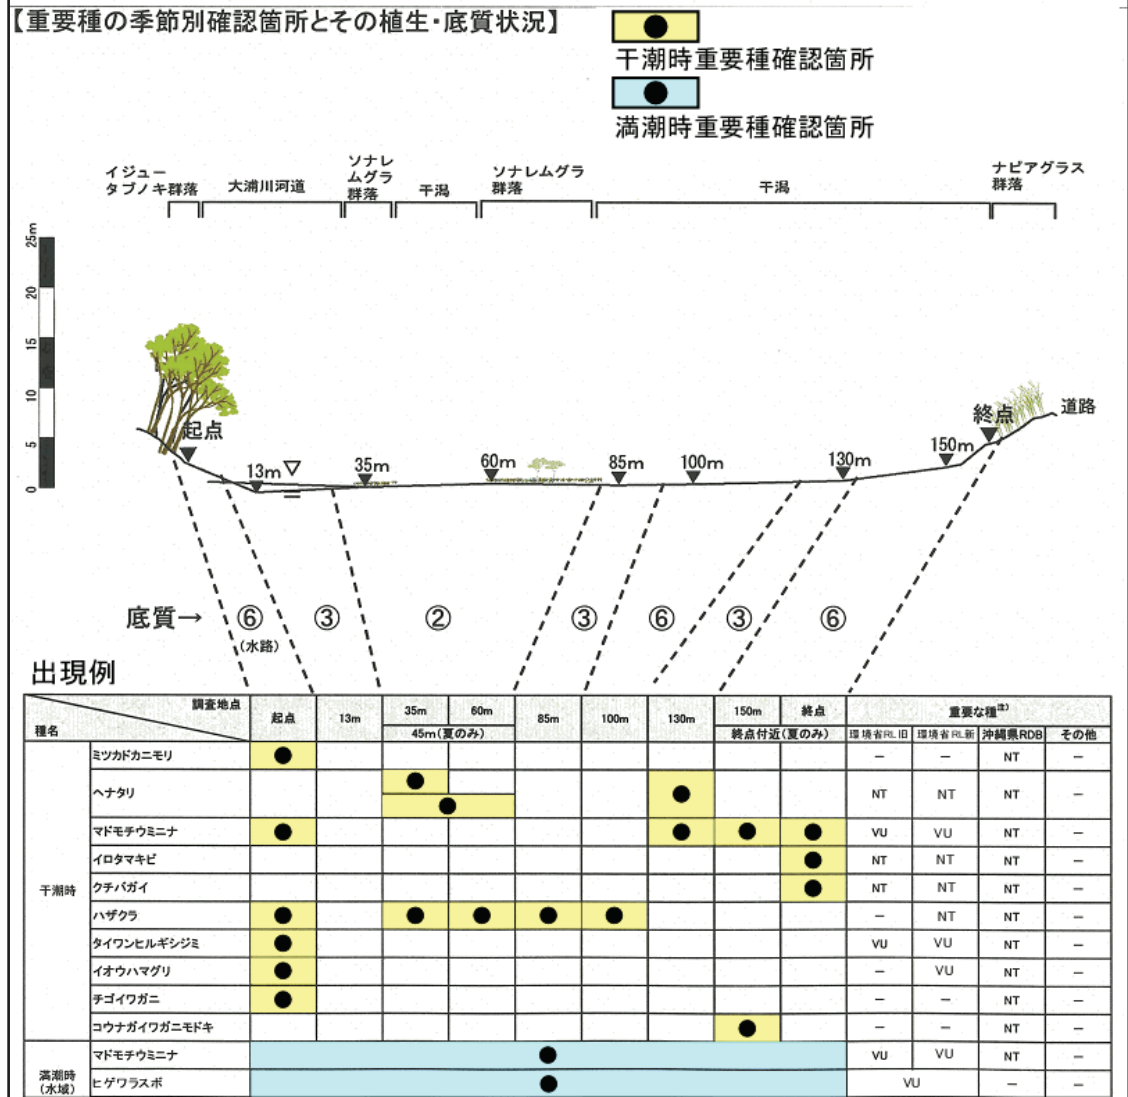 【重要種の季節別確認箇所とその植生・底質状況】
●
干潮時重要種確認箇所
●
満潮時重要種確認箇所
イジュー
タブノキ群落
大浦川河道
ソナレ
ムグラ
群落
干潟
ソナレムグラ
群落
干潟
ナピアグラス
群落
25m
20
15
10
5
0
起点
13m
35m
60m
85m
100m
130m
150m
終点
道路
底質→ ⑥ ③ ② ③ ⑥ ③ ⑥
(水路)
出現例
調査地点
種名
起点 13m 35m 60m 85m 100m 130m 150m 終点 重要な種注)
45m(夏のみ) 終点付近(夏のみ) 環境省RL旧 環境省RL新 沖縄県RDB その他
干潮時
ミツカドカニモリ ● － － NT －
ヘナタリ ● ● ● NT NT NT －
マドモチウミニナ ● ● ● ● VU VU NT －
イロタマキビ ● NT NT NT －
クチバガイ ● NT NT NT －
ハザクラ ● ● ● ● ● － NT NT －
タイワンヒルギシジミ ● VU VU NT －
イオウハマグリ ● － VU NT －
チゴイワガニ ● － － NT －
コウナガイワガニモドキ ● － － NT －
満潮時
(水域)
マドモチウミニナ ● VU VU NT －
ヒゲワラスボ ● VU － －